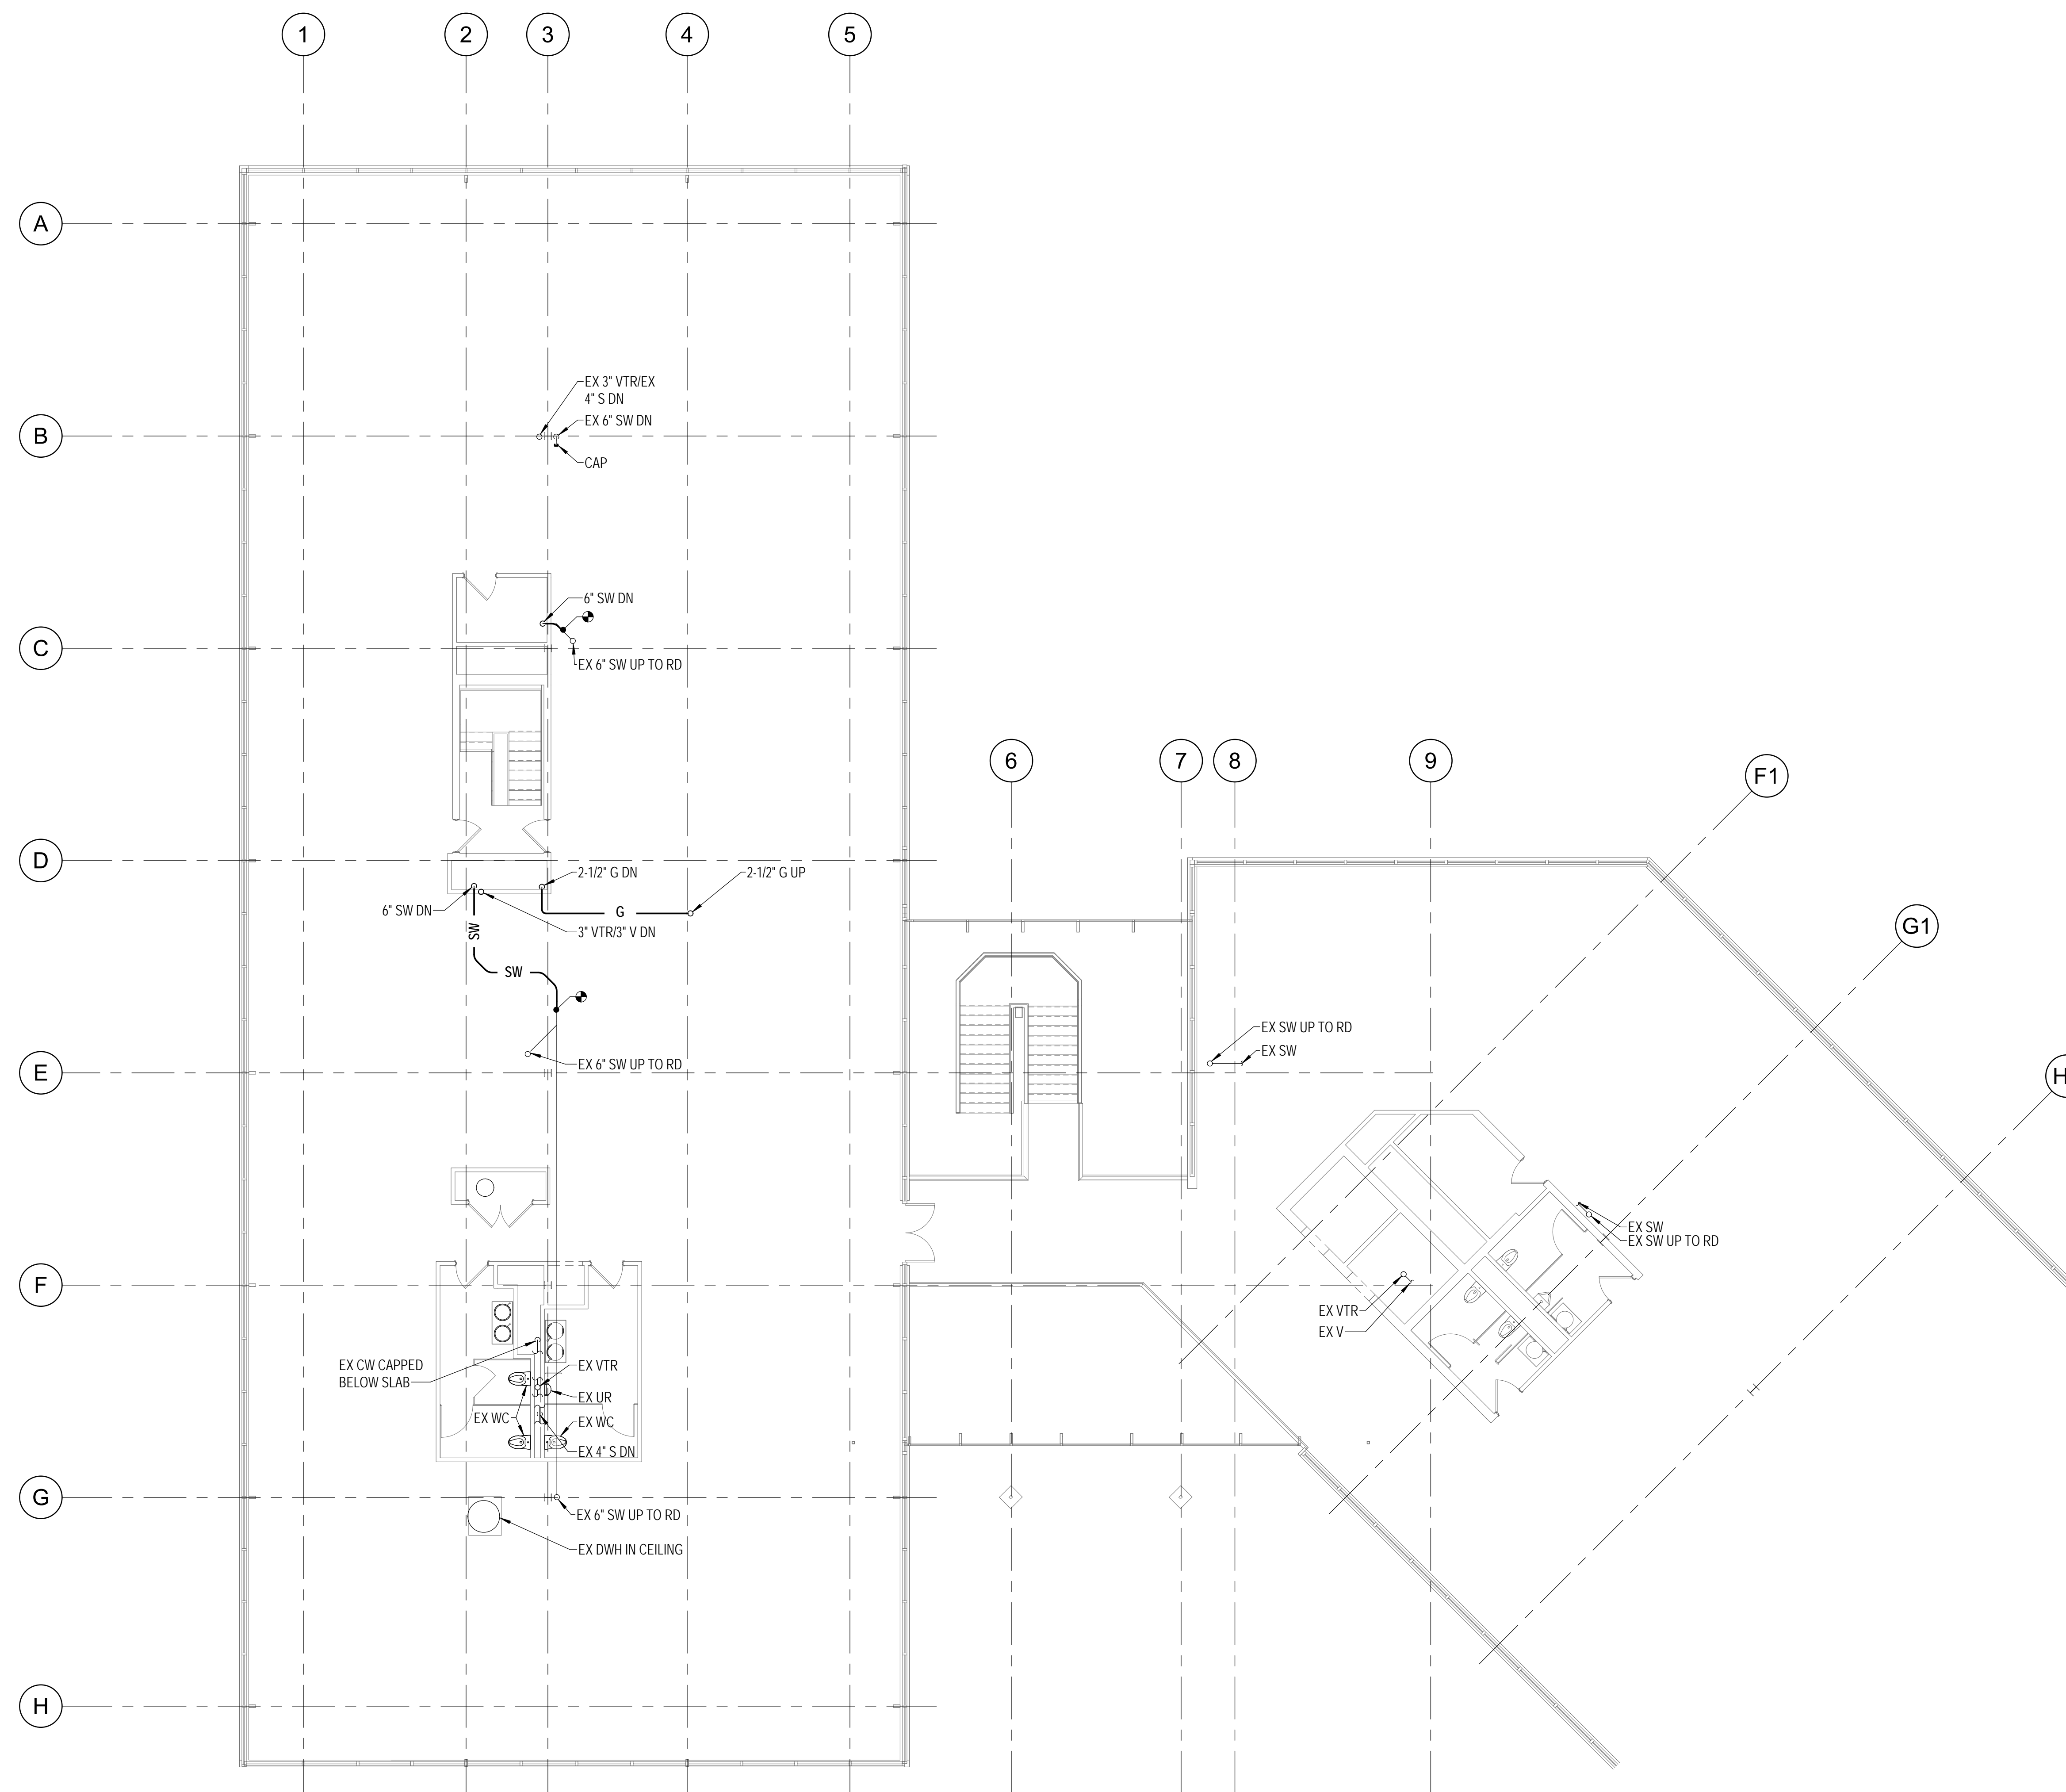 1
2
3
4
5
A
EX 3" VTR/EX
4" S DN
EX 6" SW DN
B
CAP
6" SW DN
C
EX 6" SW UP TO RD
6
7
8
9
F1
D
2-1/2" G DN
2-1/2" G UP
6" SW DN
G
G1
SW
3" VTR/3" V DN
SW
EX SW UP TO RD
EX SW
EX 6" SW UP TO RD
E
H
EX SW
EX SW UP TO RD
F
EX VTR
EX V
EX CW CAPPED
BELOW SLAB
EX VTR
EX UR
EX WC
EX WC
EX 4" S DN
G
EX 6" SW UP TO RD
EX DWH IN CEILING
H